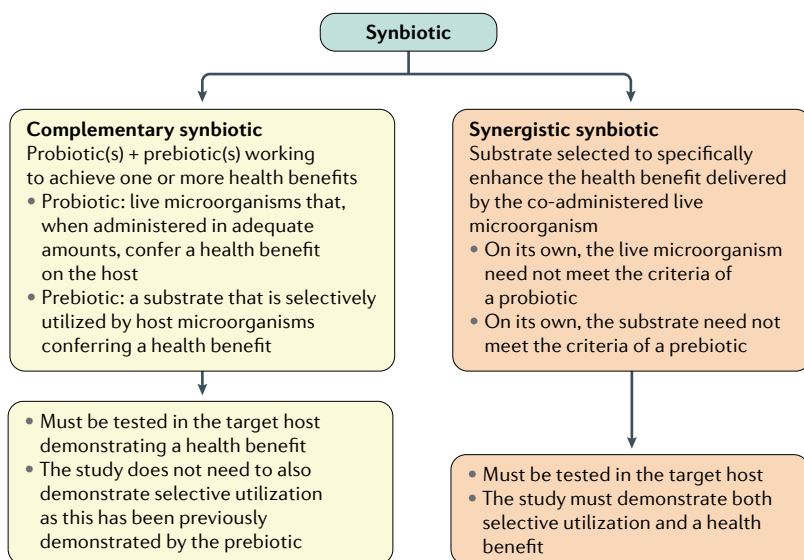 Synbiotic
Complementary synbiotic
Probiotic(s) + prebiotic(s) working
to achieve one or more health benefits
• Probiotic: live microorganisms that,
when administered in adequate
amounts, confer a health benefit
on the host
• Prebiotic: a substrate that is selectively
utilized by host microorganisms
conferring a health benefit
• Must be tested in the target host
demonstrating a health benefit
• The study does not need to also
demonstrate selective utilization
as this has been previously
demonstrated by the prebiotic
Synergistic synbiotic
Substrate selected to specifically
enhance the health benefit delivered
by the co-administered live
microorganism
• On its own, the live microorganism
need not meet the criteria of
a probiotic
• On its own, the substrate need not
meet the criteria of a prebiotic
• Must be tested in the target host
• The study must demonstrate both
selective utilization and a health
benefit